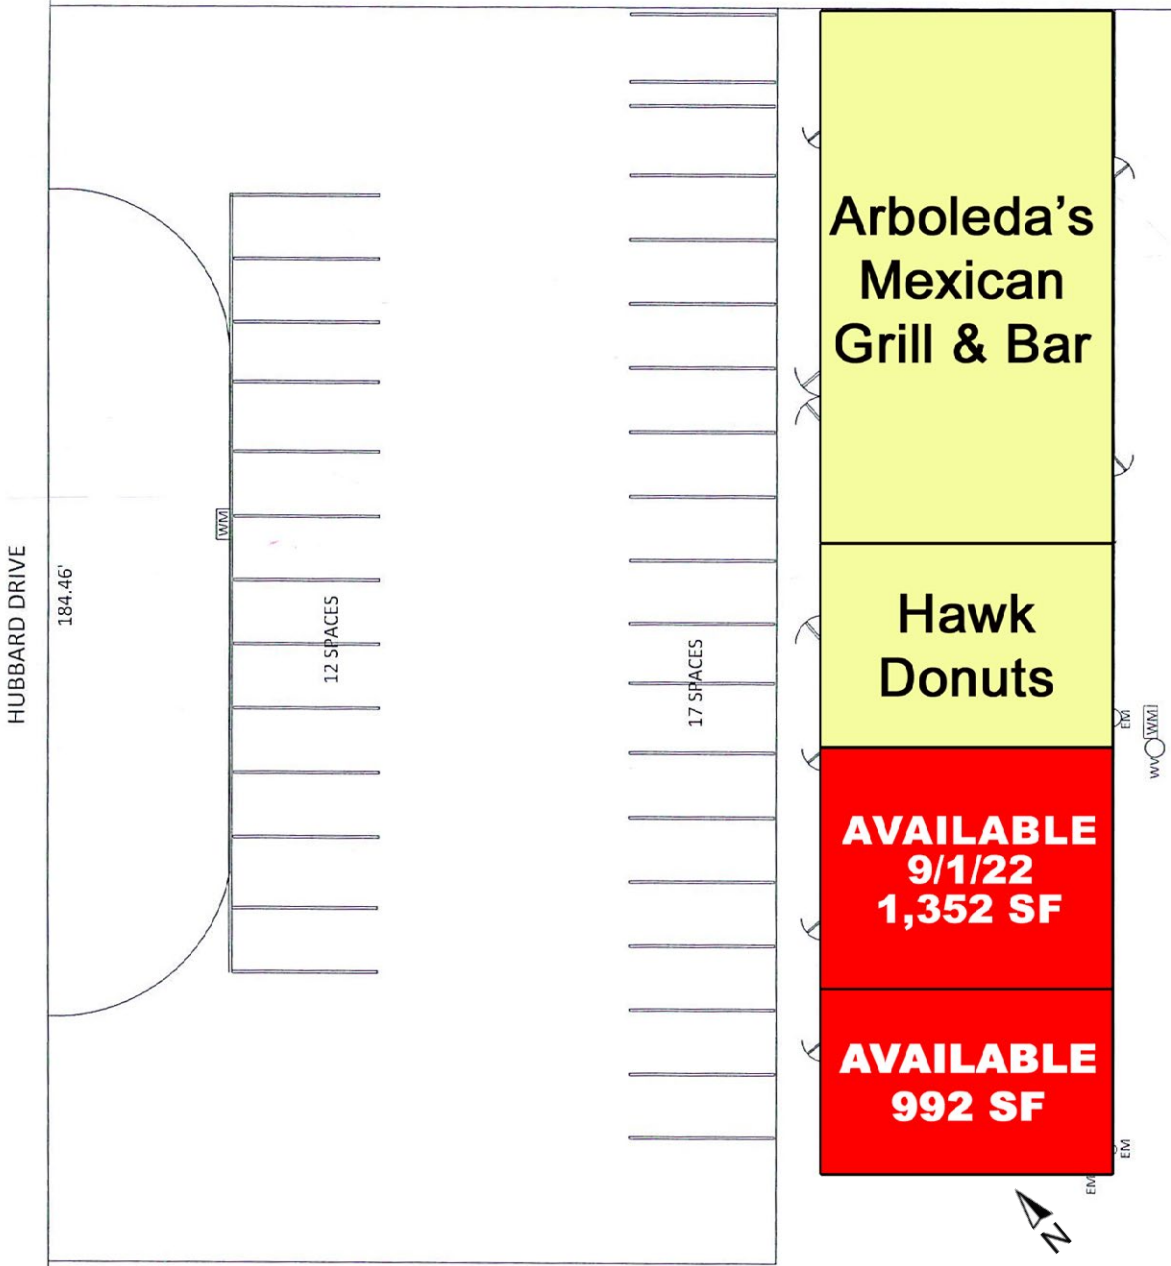 HUBBARD DRIVE
184.46'
WM
12 SPACES
17 SPACES
Arboleda's
Mexican
Grill & Bar
Hawk
Donuts
EM
WM
WV
AVAILABLE
9/1/22
1,352 SF
AVAILABLE
992 SF
EM
EM
N